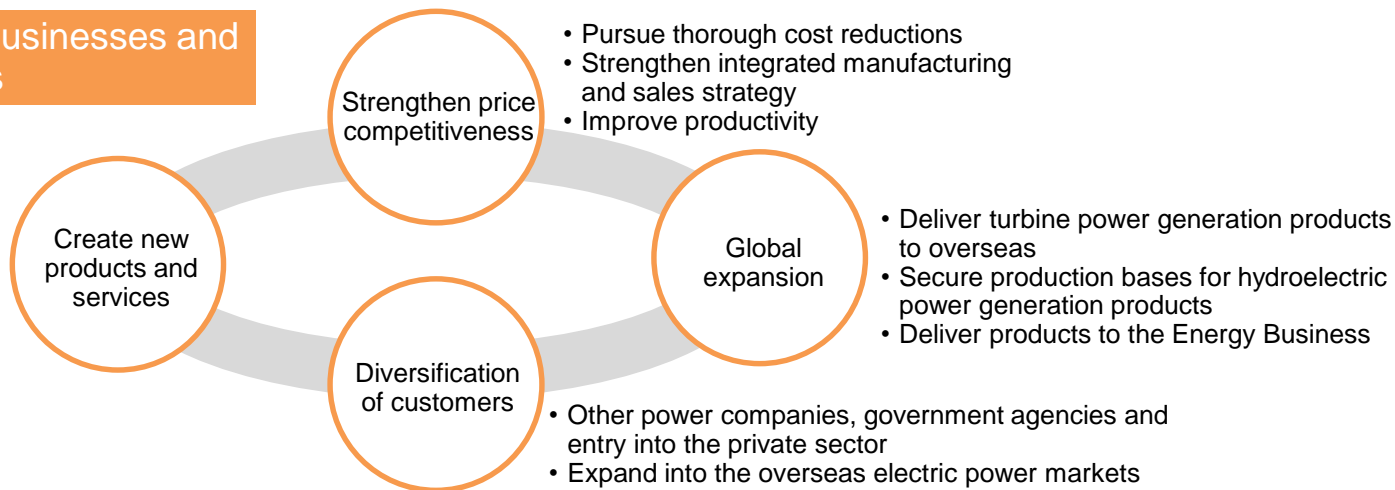 usinesses and
s
• Pursue thorough cost reductions
• Strengthen integrated manufacturing
and sales strategy
• Improve productivity
Strengthen price
competitiveness
Create new
products and
services
Global
expansion
• Deliver turbine power generation products
to overseas
• Secure production bases for hydroelectric
power generation products
• Deliver products to the Energy Business
Diversification
of customers
• Other power companies, government agencies and
entry into the private sector
• Expand into the overseas electric power markets